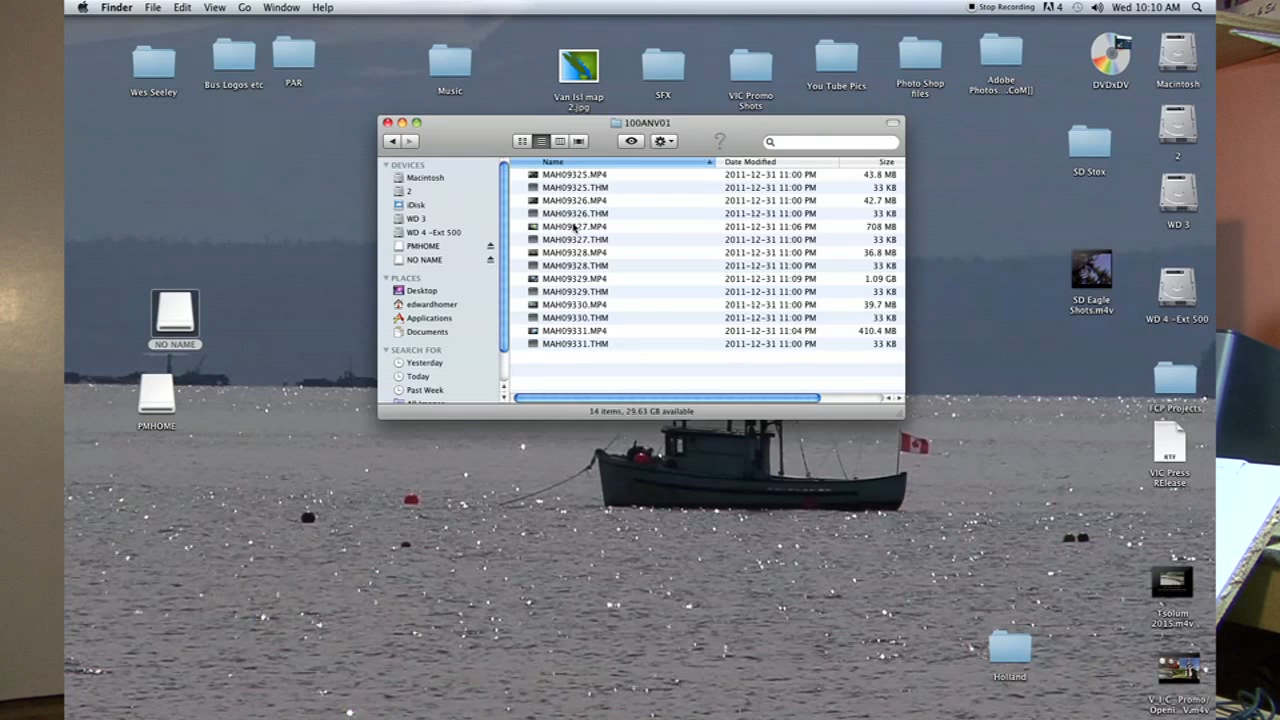 Finder File Edit View Go Window Help Stop Recording 4 Wed 10:10 AM
Wes Seeley
Bus Logos etc
PAR
Music
Van Isl map
2.jpg
SFX
VIC Promo
Shots
You Tube Pics
Photo Shop
files
Adobe
Photos...CoM]]
DVDxDV
Macintosh
100ANV01
DEVICES
Macintosh
2
iDisk
WD 3
WD 4 -Ext 500
PMHOME
NO NAME
PLACES
Desktop
edwardhomer
Applications
Documents
SEARCH FOR
Yesterday
Today
Past Week
Name Date Modified Size
MAH09325.MP4 2011-12-31 11:00 PM 43.8 MB
MAH09325.THM 2011-12-31 11:00 PM 33 KB
MAH09326.MP4 2011-12-31 11:00 PM 42.7 MB
MAH09326.THM 2011-12-31 11:00 PM 33 KB
MAH09327.MP4 2011-12-31 11:06 PM 708 MB
MAH09327.THM 2011-12-31 11:00 PM 33 KB
MAH09328.MP4 2011-12-31 11:00 PM 36.8 MB
MAH09328.THM 2011-12-31 11:00 PM 33 KB
MAH09329.MP4 2011-12-31 11:09 PM 1.09 GB
MAH09329.THM 2011-12-31 11:00 PM 33 KB
MAH09330.MP4 2011-12-31 11:00 PM 39.7 MB
MAH09330.THM 2011-12-31 11:00 PM 33 KB
MAH09331.MP4 2011-12-31 11:04 PM 410.4 MB
MAH09331.THM 2011-12-31 11:00 PM 33 KB
14 items, 29.63 GB available
2
SD Stox
WD 3
SD Eagle
Shots.m4v
WD 4 -Ext 500
NO NAME
PMHOME
FCP Projects
RTF
VIC Press
RElease
Tsolum
2015.m4v
Holland
V_I_C_Promo/
Openi...V.m4v